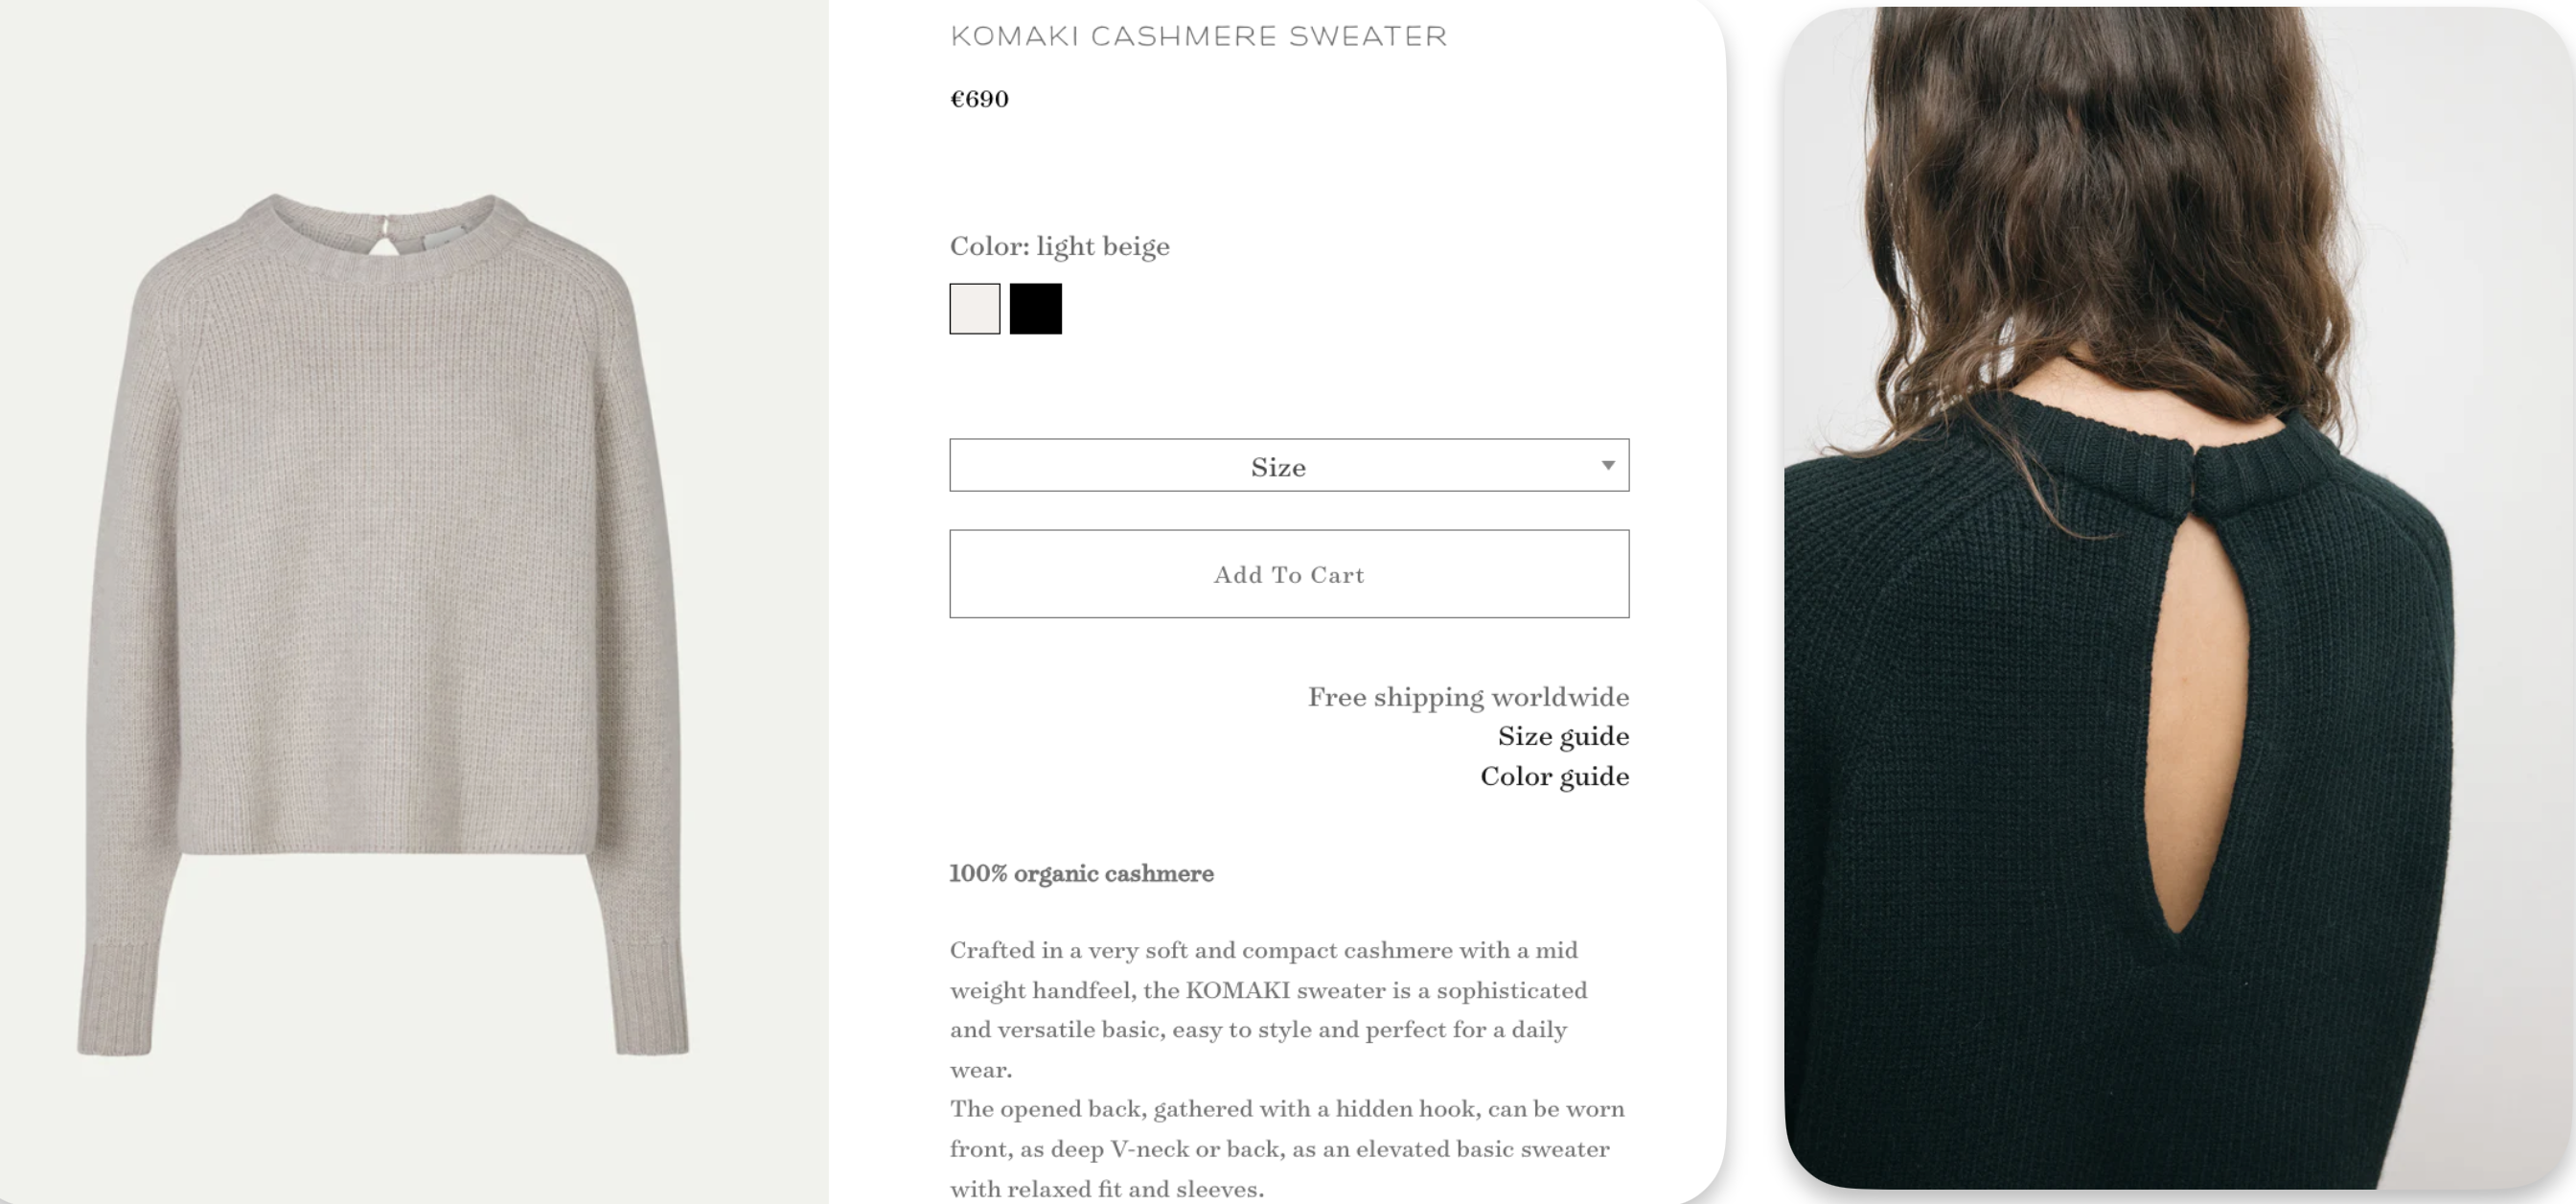 KOMAKI CASHMERE SWEATER
€690
Color: light beige
Size
Add To Cart
Free shipping worldwide
Size guide
Color guide
100% organic cashmere
Crafted in a very soft and compact cashmere with a mid
weight handfeel, the KOMAKI sweater is a sophisticated
and versatile basic, easy to style and perfect for a daily
wear.
The opened back, gathered with a hidden hook, can be worn
front, as deep V-neck or back, as an elevated basic sweater
with relaxed fit and sleeves.